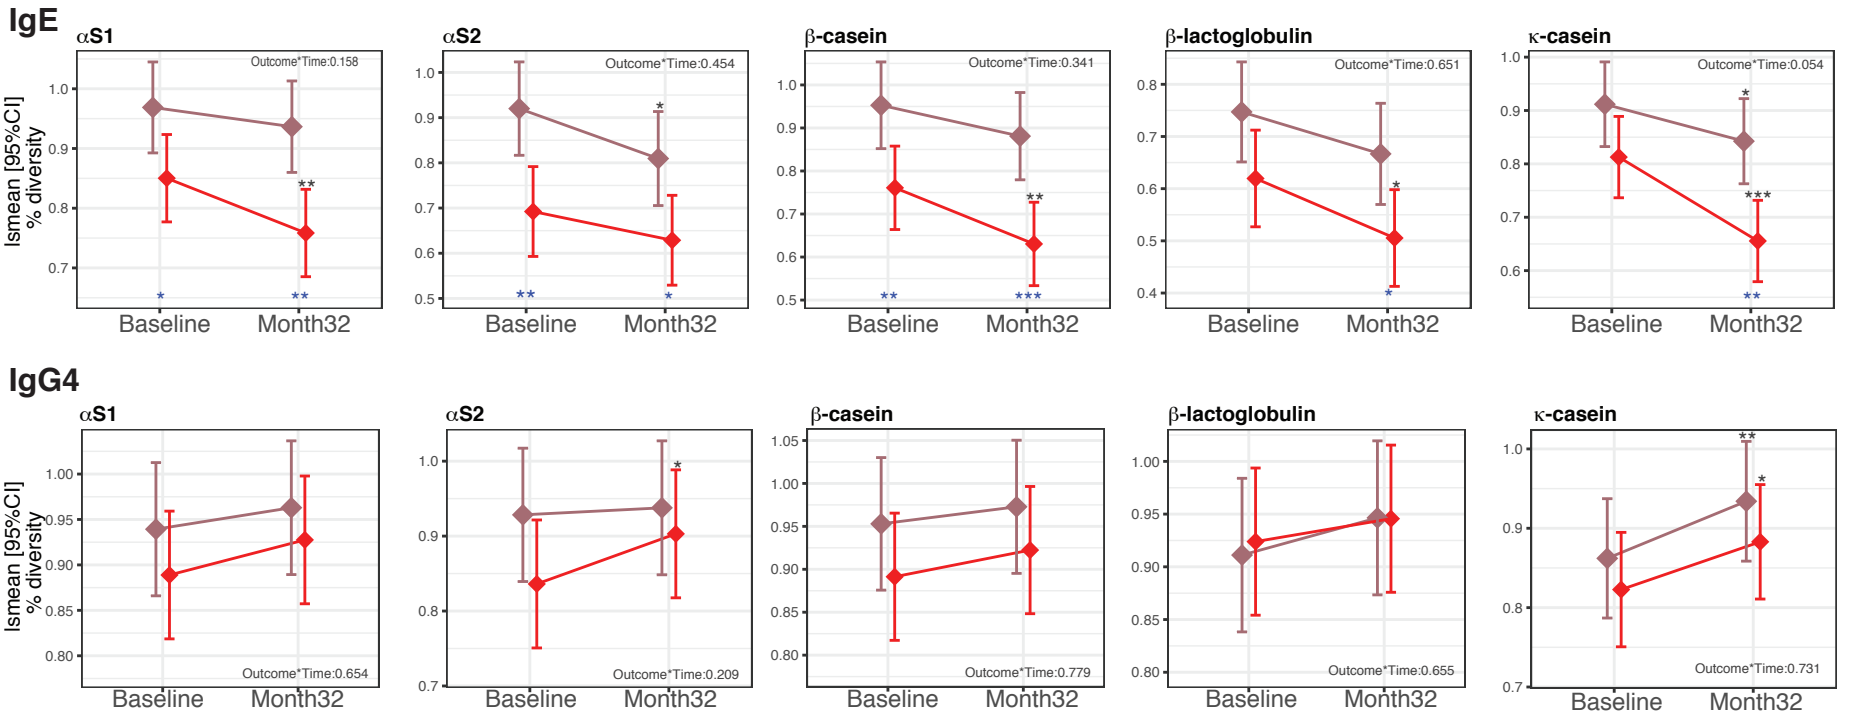 IgE
αS1
αS2
β-casein
β-lactoglobulin
κ-casein
lsmean [95%CI]
% diversity
Outcome*Time:0.158
1.0
0.9
0.8
0.7
**
*
**
Baseline
Month32
Outcome*Time:0.454
1.0
0.9
0.8
0.7
0.6
0.5
*
**
*
Baseline
Month32
Outcome*Time:0.341
1.0
0.9
0.8
0.7
0.6
0.5
**
**
***
Baseline
Month32
Outcome*Time:0.651
0.8
0.7
0.6
0.5
0.4
*
*
Baseline
Month32
Outcome*Time:0.054
1.0
0.9
0.8
0.7
0.6
*
***
**
Baseline
Month32
IgG4
αS1
αS2
β-casein
β-lactoglobulin
κ-casein
lsmean [95%CI]
% diversity
1.00
0.95
0.90
0.85
0.80
Outcome*Time:0.654
Baseline
Month32
1.0
0.9
0.8
0.7
*
Outcome*Time:0.209
Baseline
Month32
1.05
1.00
0.95
0.90
0.85
0.80
Outcome*Time:0.779
Baseline
Month32
1.00
0.95
0.90
0.85
0.80
Outcome*Time:0.655
Baseline
Month32
1.0
0.9
0.8
0.7
**
*
Outcome*Time:0.731
Baseline
Month32